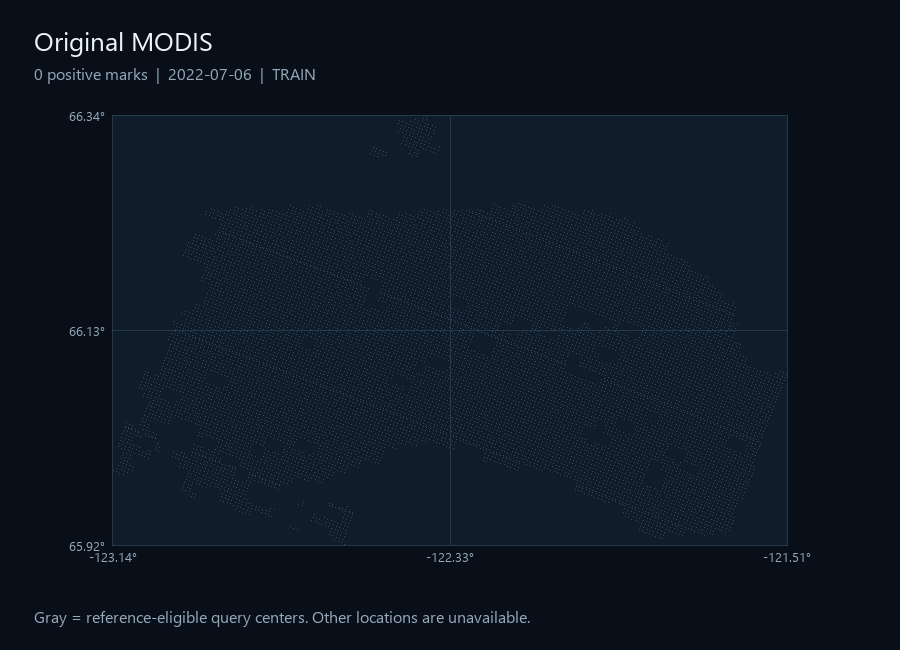 Original MODIS
0 positive marks | 2022-07-06 | TRAIN
66.34°
66.13°
65.92°
-123.14°
-122.33°
-121.51°
Gray = reference-eligible query centers. Other locations are unavailable.